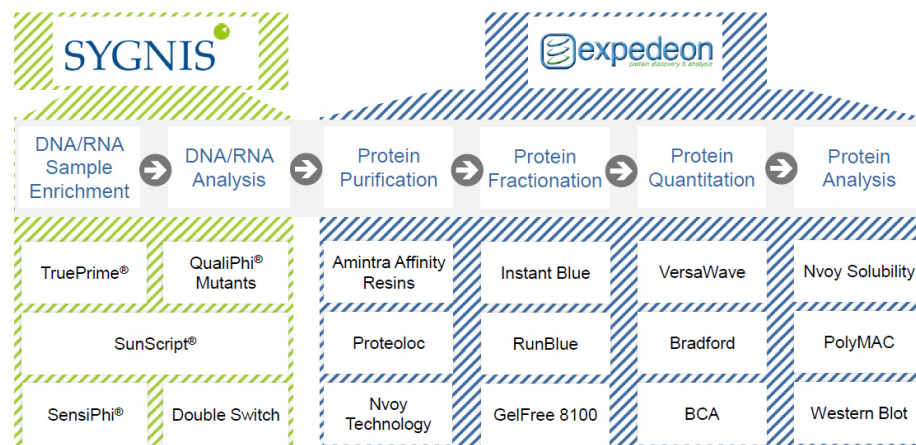 SYGNIS
expedeon
protein discovery & analysis
DNA/RNA
Sample
Enrichment
DNA/RNA
Analysis
Protein
Purification
Protein
Fractionation
Protein
Quantitation
Protein
Analysis
TruePrime®
QualiPhi®
Mutants
Amintra Affinity
Resins
Instant Blue
VersaWave
Nvoy Solubility
SunScript®
Proteoloc
RunBlue
Bradford
PolyMAC
SensiPhi®
Double Switch
Nvoy
Technology
GelFree 8100
BCA
Western Blot